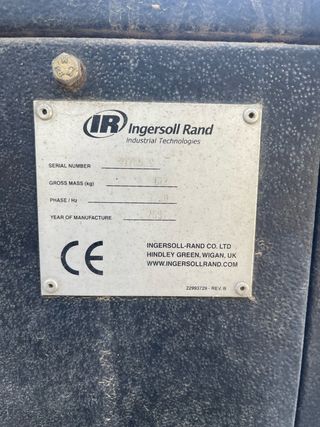 IR Ingersoll Rand
Industrial Technologies
SERIAL NUMBER
GROSS MASS (kg)
PHASE / Hz
YEAR OF MANUFACTURE
CE
INGERSOLL-RAND CO. LTD
HINDLEY GREEN, WIGAN, UK
WWW.INGERSOLLRAND.COM
22993729 - REV. B